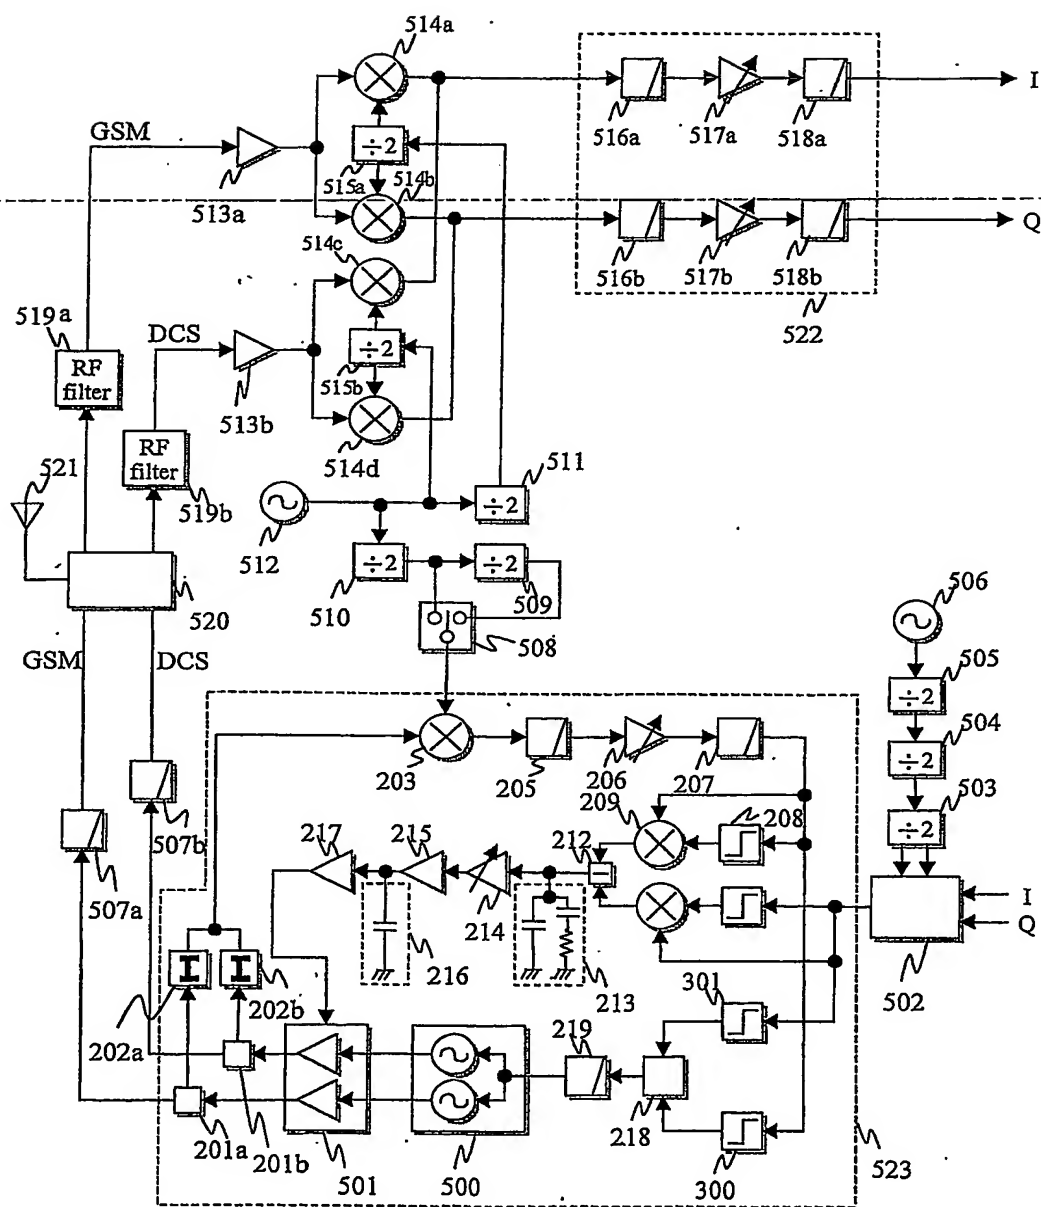 514a
I
GSM
÷2
516a
517a
518a
515a
514b
513a
Q
514c
516b
517b
518b
519a
DCS
522
RF
filter
÷2
515b
513b
RF
filter
514d
521
511
519b
÷2
512
÷2
÷2
506
510
509
520
508
505
GSM
DCS
÷2
504
÷2
203
205
206
207
503
209
208
÷2
217
215
212
507b
507a
I
214
Q
216
502
213
301
202b
219
202a
218
201a
201b
501
500
300
523